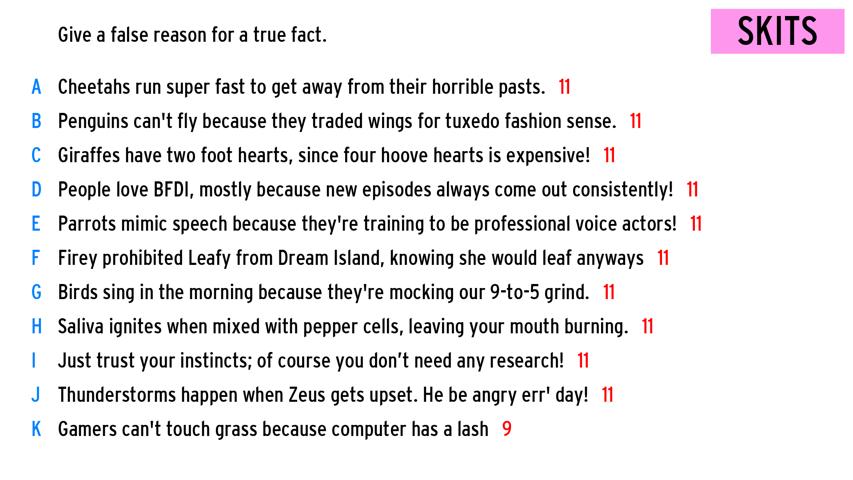 Give a false reason for a true fact.
SKITS
A Cheetahs run super fast to get away from their horrible pasts. 11
B Penguins can't fly because they traded wings for tuxedo fashion sense. 11
C Giraffes have two foot hearts, since four hoove hearts is expensive! 11
D People love BFDI, mostly because new episodes always come out consistently! 11
E Parrots mimic speech because they're training to be professional voice actors! 11
F Firey prohibited Leafy from Dream Island, knowing she would leaf anyways 11
G Birds sing in the morning because they're mocking our 9-to-5 grind. 11
H Saliva ignites when mixed with pepper cells, leaving your mouth burning. 11
I Just trust your instincts; of course you don’t need any research! 11
J Thunderstorms happen when Zeus gets upset. He be angry err' day! 11
K Gamers can't touch grass because computer has a lash 9